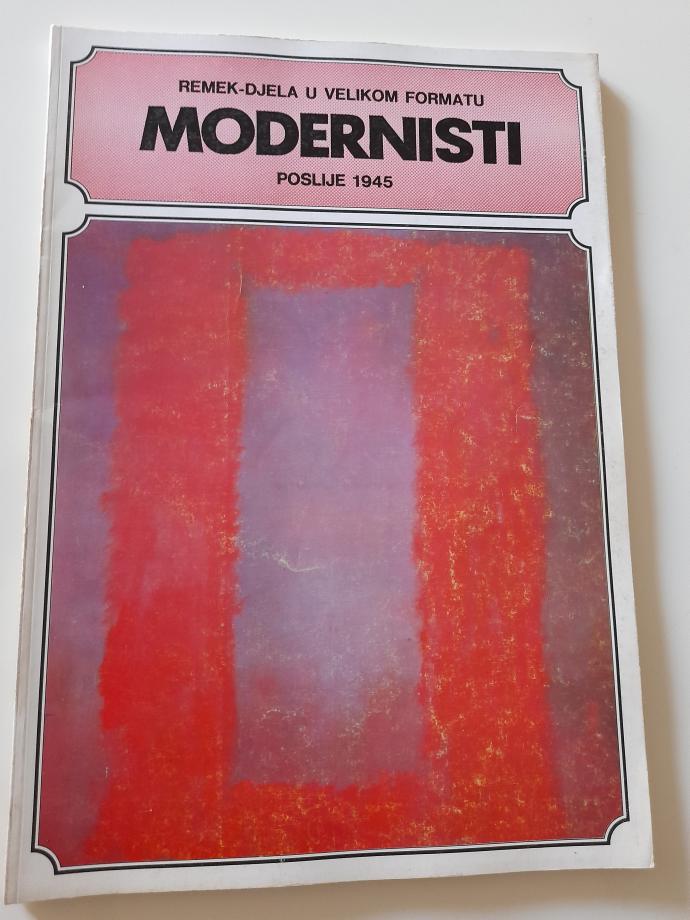 REMEK-DJELA U VELIKOM FORMATU
MODERNISTI
POSLIJE 1945